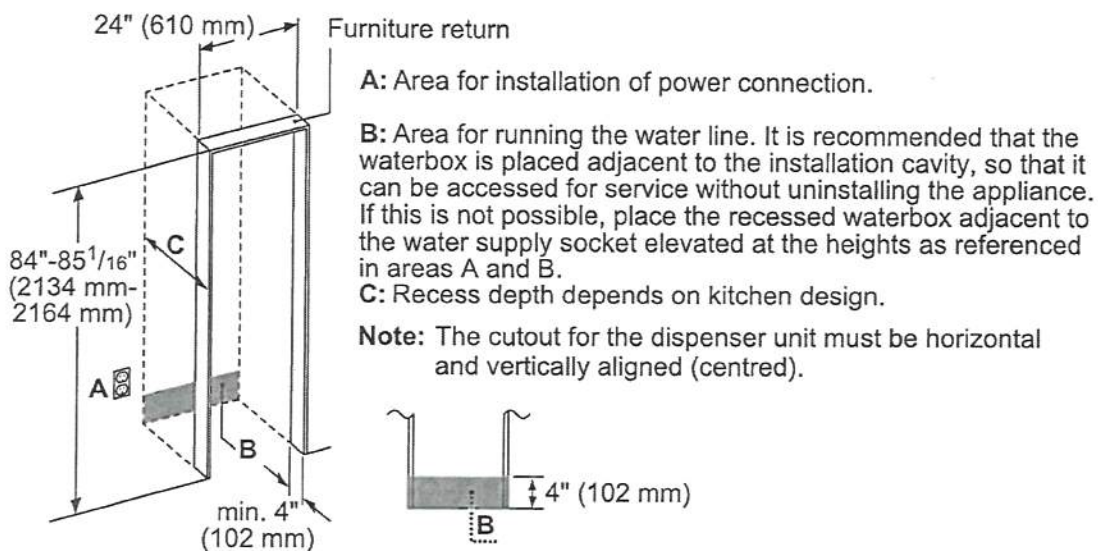 24" (610 mm)
Furniture return
A: Area for installation of power connection.
B: Area for running the water line. It is recommended that the
waterbox is placed adjacent to the installation cavity, so that it
can be accessed for service without uninstalling the appliance.
If this is not possible, place the recessed waterbox adjacent to
the water supply socket elevated at the heights as referenced
in areas A and B.
C: Recess depth depends on kitchen design.
Note: The cutout for the dispenser unit must be horizontal
and vertically aligned (centred).
C
84"-85 1/16"
(2134 mm-
2164 mm)
A
B
min. 4"
(102 mm)
4" (102 mm)
B